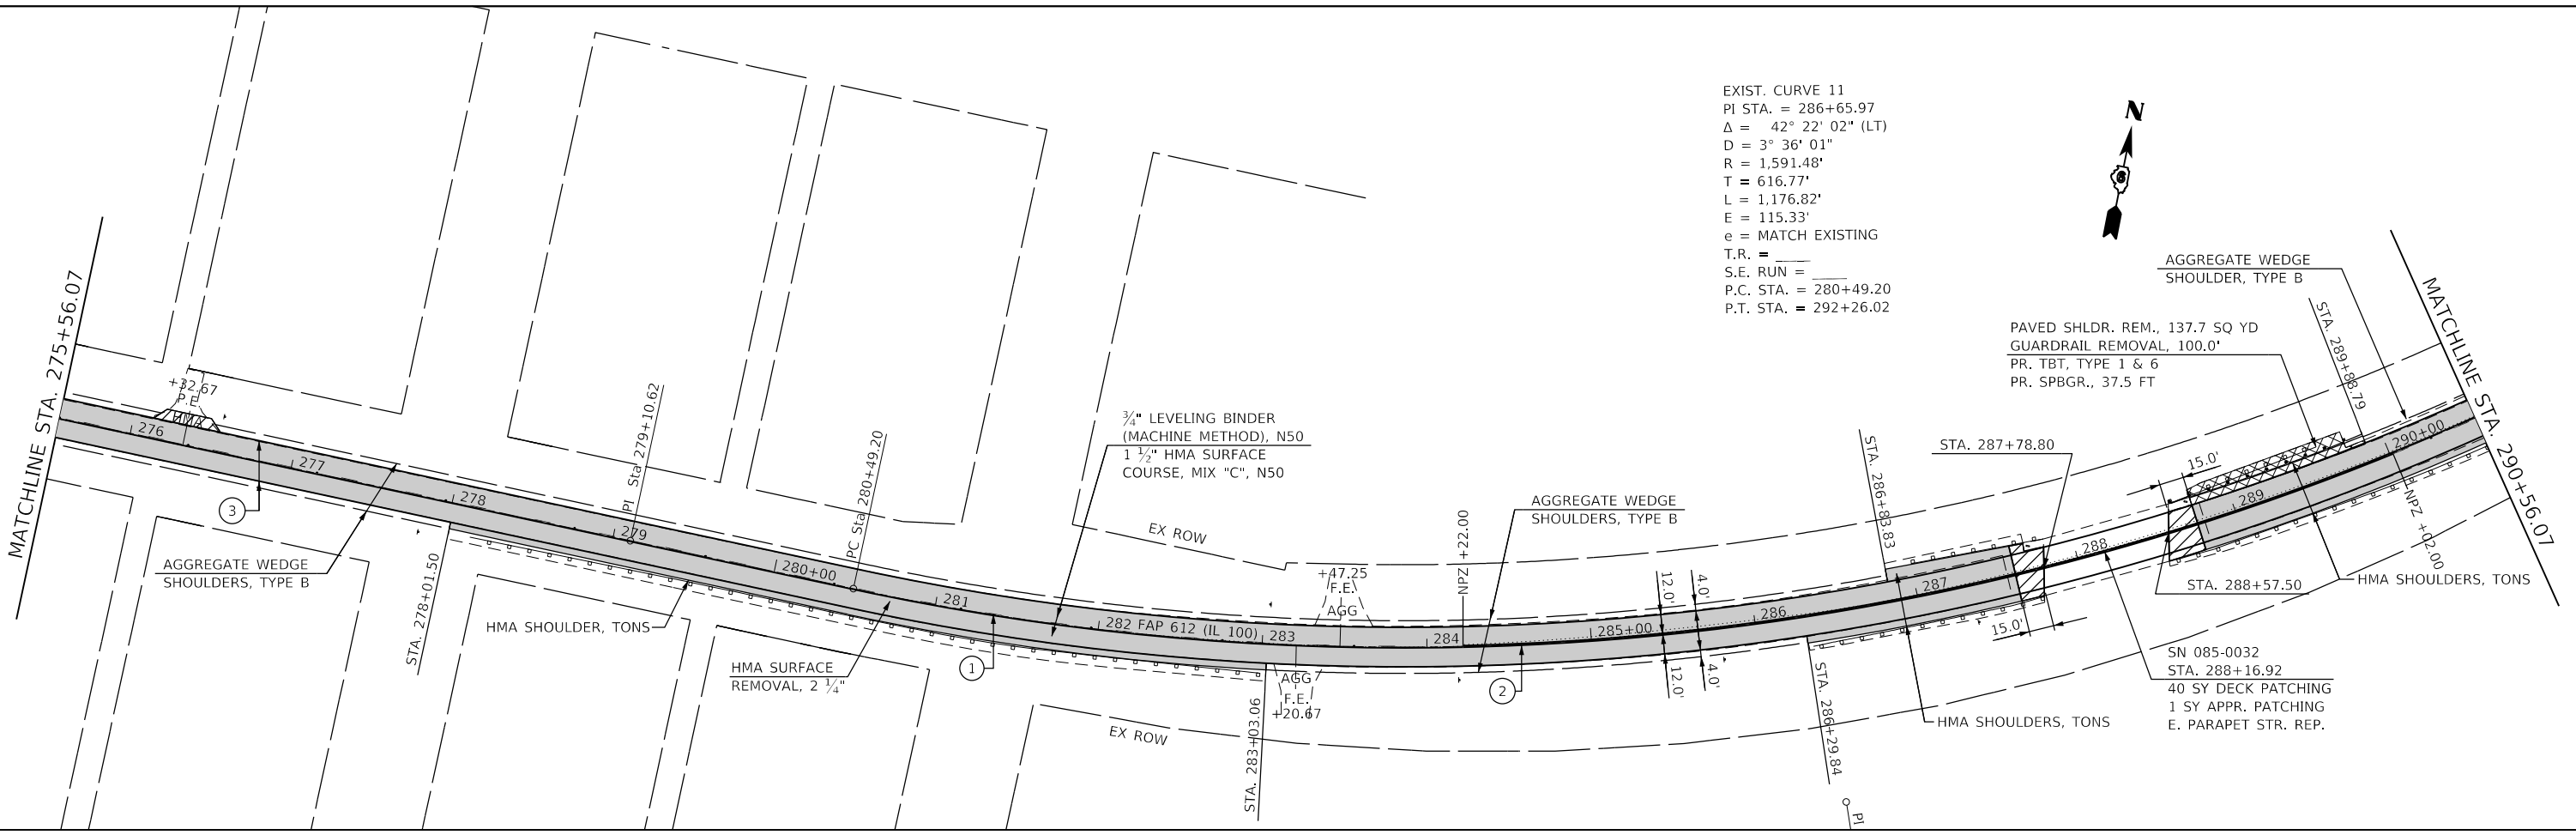 EXIST. CURVE 11
PI STA. = 286+65.97
Δ = 42° 22' 02" (LT)
D = 3° 36' 01"
R = 1,591.48'
T = 616.77'
L = 1,176.82'
E = 115.33'
e = MATCH EXISTING
T.R. = ____
S.E. RUN = ____
P.C. STA. = 280+49.20
P.T. STA. = 292+26.02
N
MATCHLINE STA. 275+56.07
+32.67
P.E.
HMA
276
277
278
279
280+00
281
282 FAP 612 (IL 100) 283
284
285+00
286
287
288
289
290+00
3
AGGREGATE WEDGE
SHOULDERS, TYPE B
STA. 278+01.50
HMA SHOULDER, TONS
PI Sta 279+10.62
PC Sta 280+49.20
HMA SURFACE
REMOVAL, 2 1/4"
1
3/4" LEVELING BINDER
(MACHINE METHOD), N50
1 1/2" HMA SURFACE
COURSE, MIX "C", N50
EX ROW
EX ROW
+47.25
F.E.
AGG
AGG
F.E.
+20.67
STA. 283+03.06
NPZ +22.00
2
AGGREGATE WEDGE
SHOULDERS, TYPE B
12.0'
4.0'
12.0'
4.0'
STA. 286+29.84
PI
STA. 286+83.83
HMA SHOULDERS, TONS
STA. 287+78.80
15.0'
15.0'
SN 085-0032
STA. 288+16.92
40 SY DECK PATCHING
1 SY APPR. PATCHING
E. PARAPET STR. REP.
STA. 288+57.50
HMA SHOULDERS, TONS
PAVED SHLDR. REM., 137.7 SQ YD
GUARDRAIL REMOVAL, 100.0'
PR. TBT, TYPE 1 & 6
PR. SPBGR., 37.5 FT
AGGREGATE WEDGE
SHOULDER, TYPE B
NPZ +02.00
MATCHLINE STA. 290+56.07